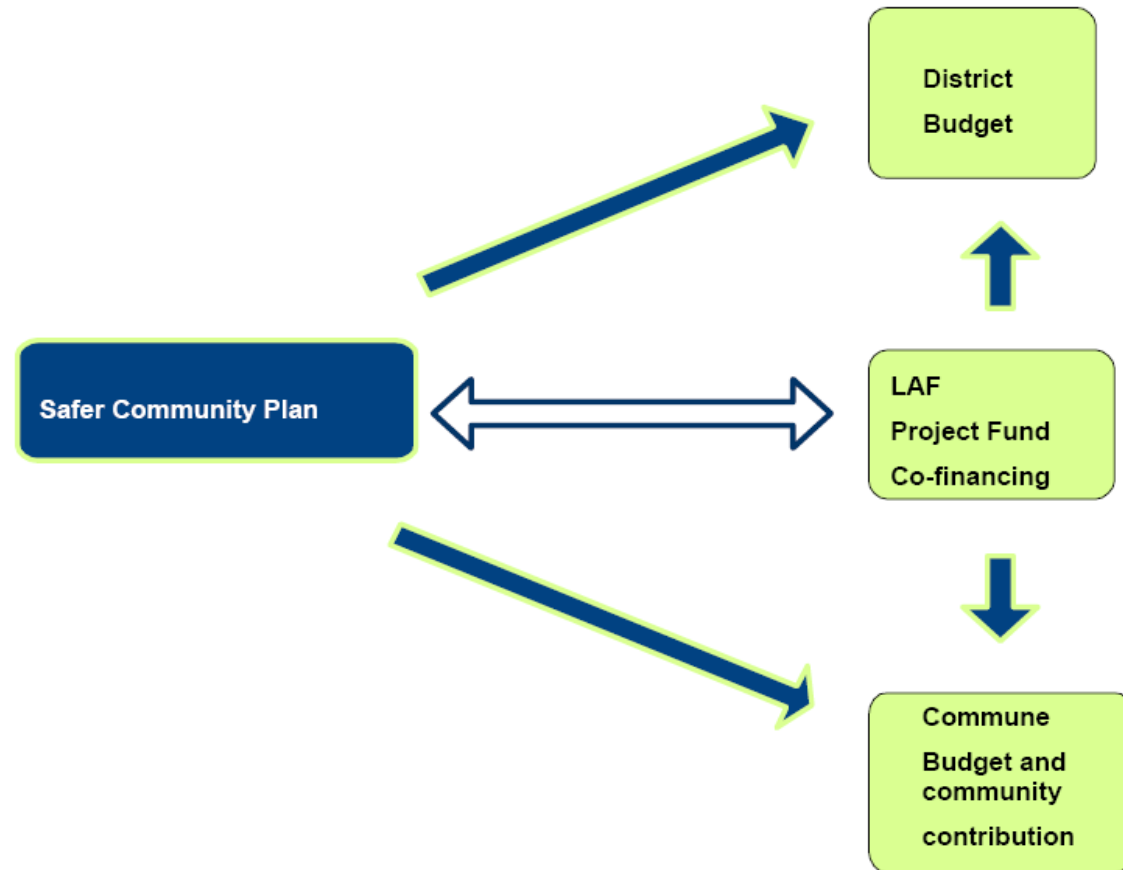 District
Budget
Safer Community Plan
LAF
Project Fund
Co-financing
Commune
Budget and
community
contribution